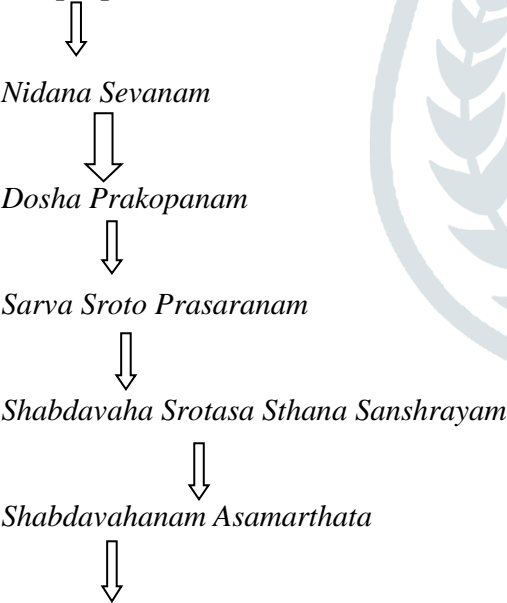 Nidana Sevanam
Dosha Prakopanam
Sarva Sroto Prasaranam
Shabdavaha Srotasa Sthana Sanshrayam
Shabdavahanam Asamarthata